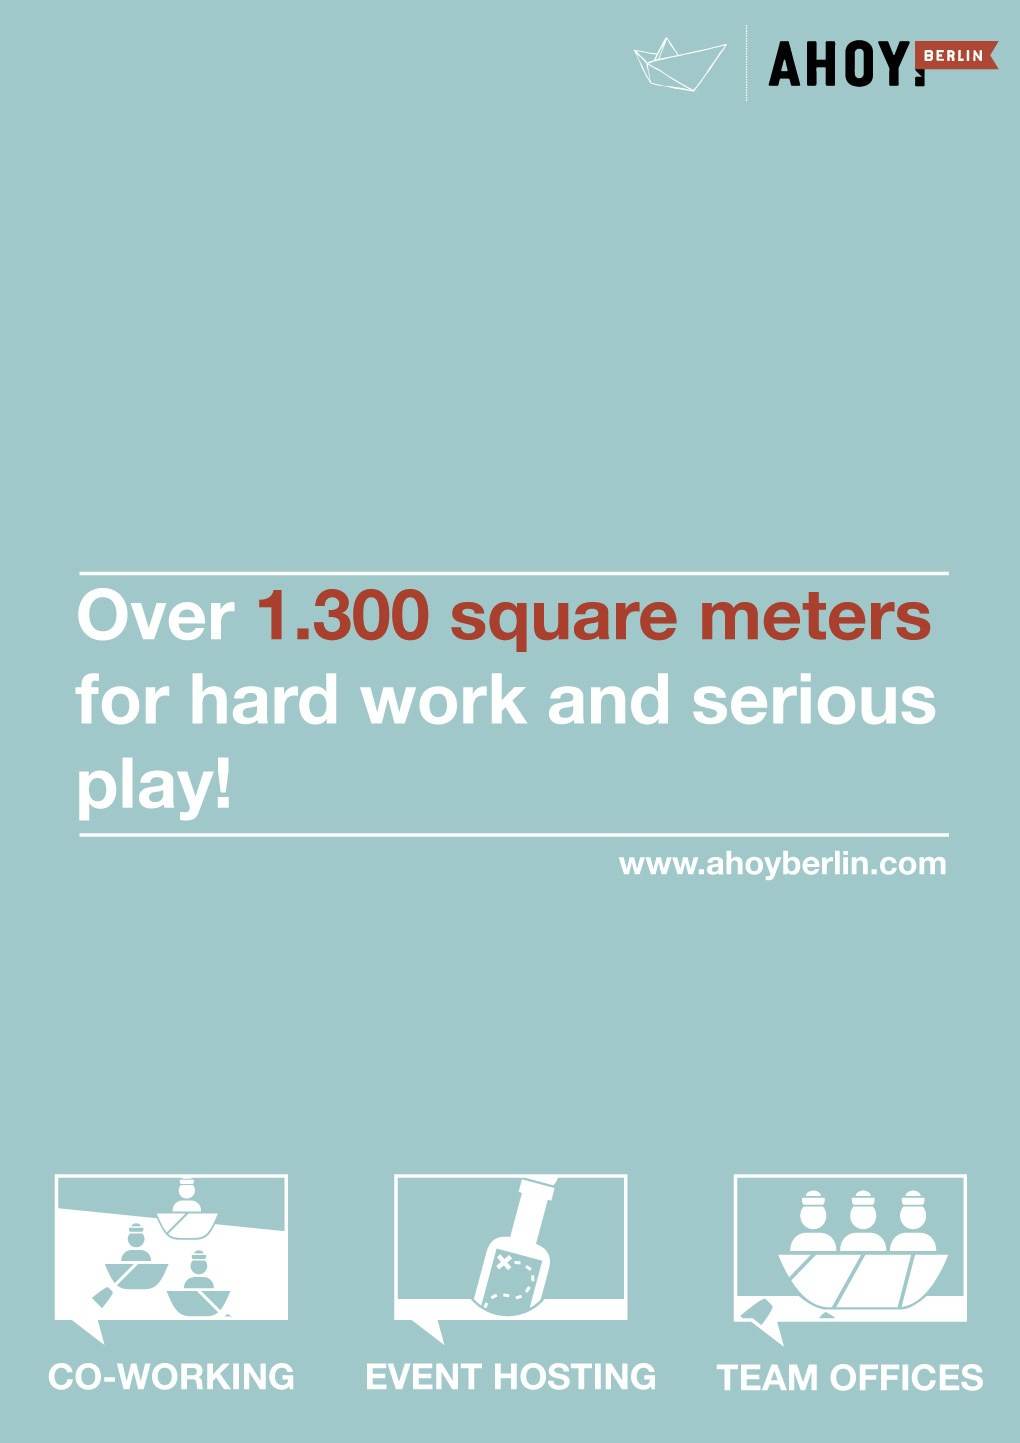 AHOY!
BERLIN
Over 1.300 square meters
for hard work and serious
play!
www.ahoyberlin.com
CO-WORKING
EVENT HOSTING
TEAM OFFICES